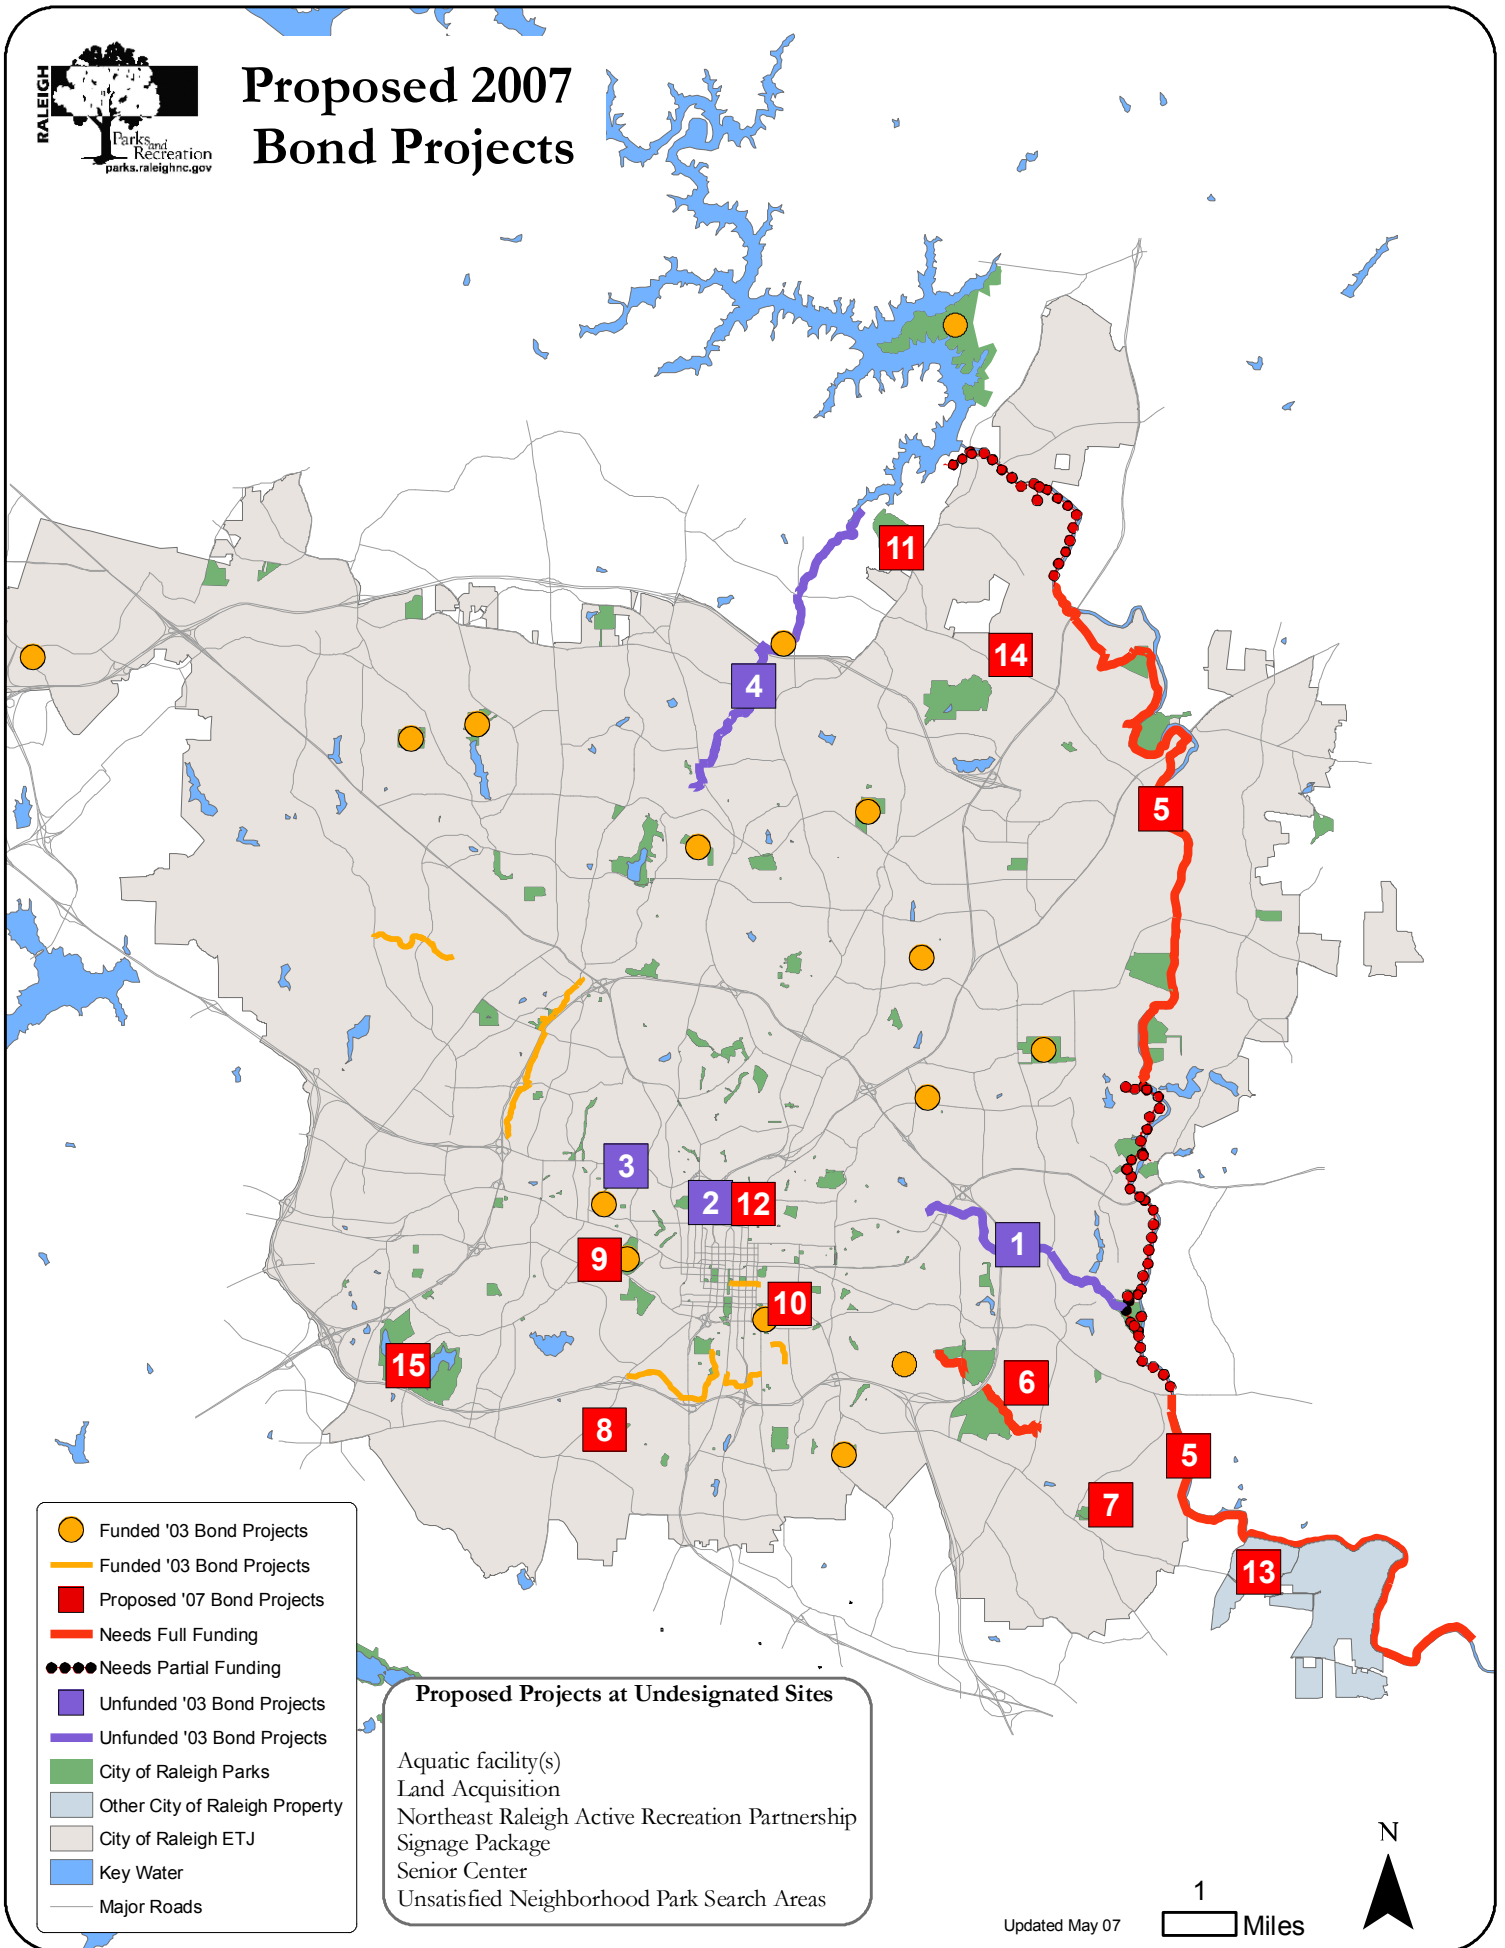 RALEIGH
Parks and
Recreation
parks.raleighnc.gov
Proposed 2007
Bond Projects
11
14
4
5
3
2
12
1
9
10
15
6
8
5
7
13
Funded '03 Bond Projects
Funded '03 Bond Projects
Proposed '07 Bond Projects
Needs Full Funding
Needs Partial Funding
Unfunded '03 Bond Projects
Unfunded '03 Bond Projects
City of Raleigh Parks
Other City of Raleigh Property
City of Raleigh ETJ
Key Water
Major Roads
Proposed Projects at Undesignated Sites
Aquatic facility(s)
Land Acquisition
Northeast Raleigh Active Recreation Partnership
Signage Package
Senior Center
Unsatisfied Neighborhood Park Search Areas
Updated May 07
1
Miles
N